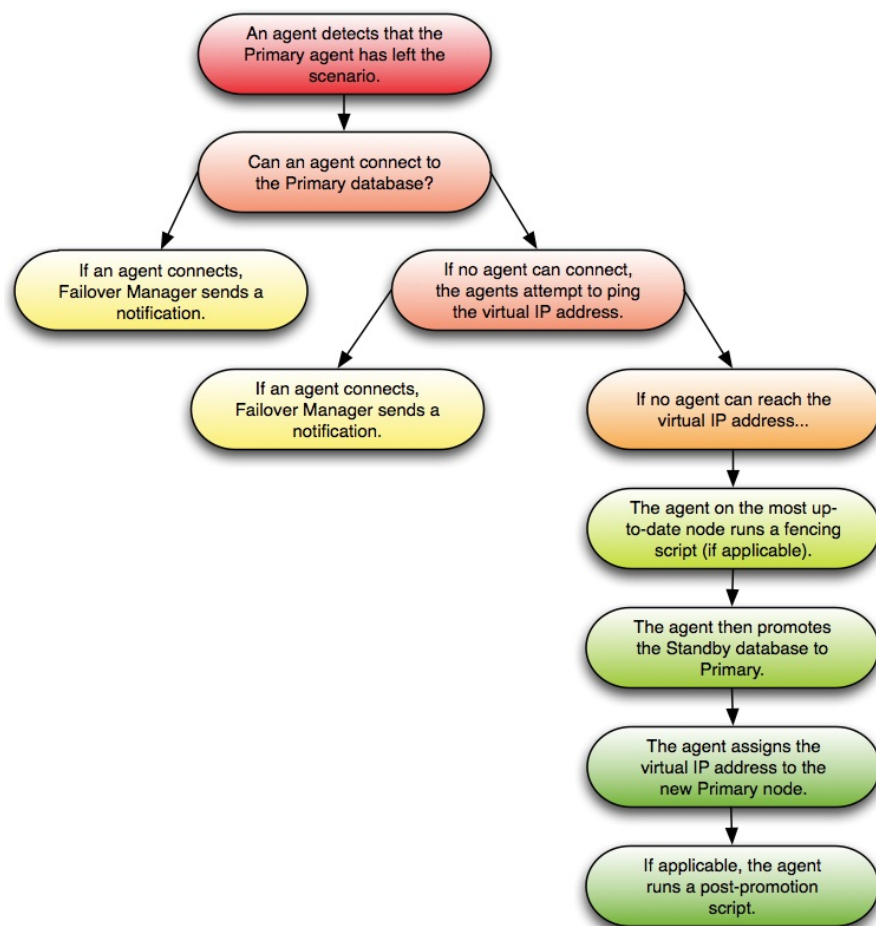 An agent detects that the
Primary agent has left the
scenario.
Can an agent connect to
the Primary database?
If an agent connects,
Failover Manager sends a
notification.
If no agent can connect,
the agents attempt to ping
the virtual IP address.
If an agent connects,
Failover Manager sends a
notification.
If no agent can reach the
virtual IP address...
The agent on the most up-
to-date node runs a fencing
script (if applicable).
The agent then promotes
the Standby database to
Primary.
The agent assigns the
virtual IP address to the
new Primary node.
If applicable, the agent
runs a post-promotion
script.